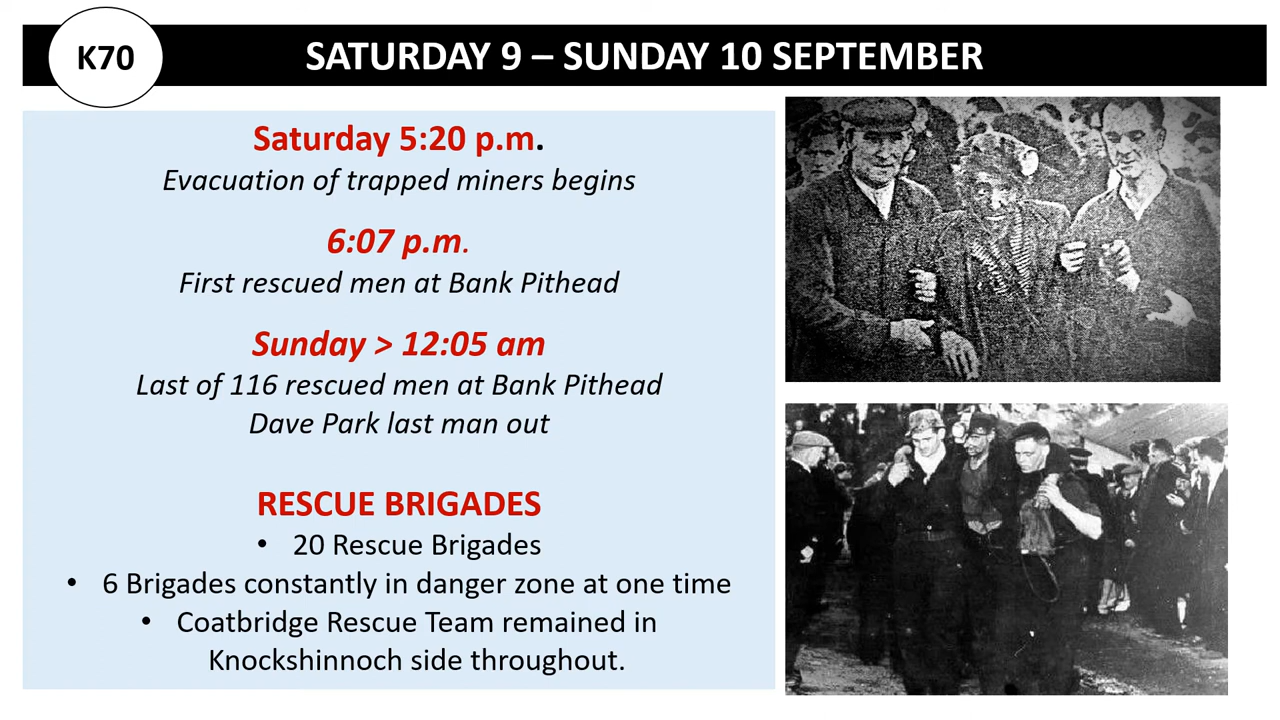 K70
SATURDAY 9 – SUNDAY 10 SEPTEMBER
Saturday 5:20 p.m.
Evacuation of trapped miners begins
6:07 p.m.
First rescued men at Bank Pithead
Sunday > 12:05 am
Last of 116 rescued men at Bank Pithead
Dave Park last man out
RESCUE BRIGADES
• 20 Rescue Brigades
• 6 Brigades constantly in danger zone at one time
• Coatbridge Rescue Team remained in
Knockshinnoch side throughout.